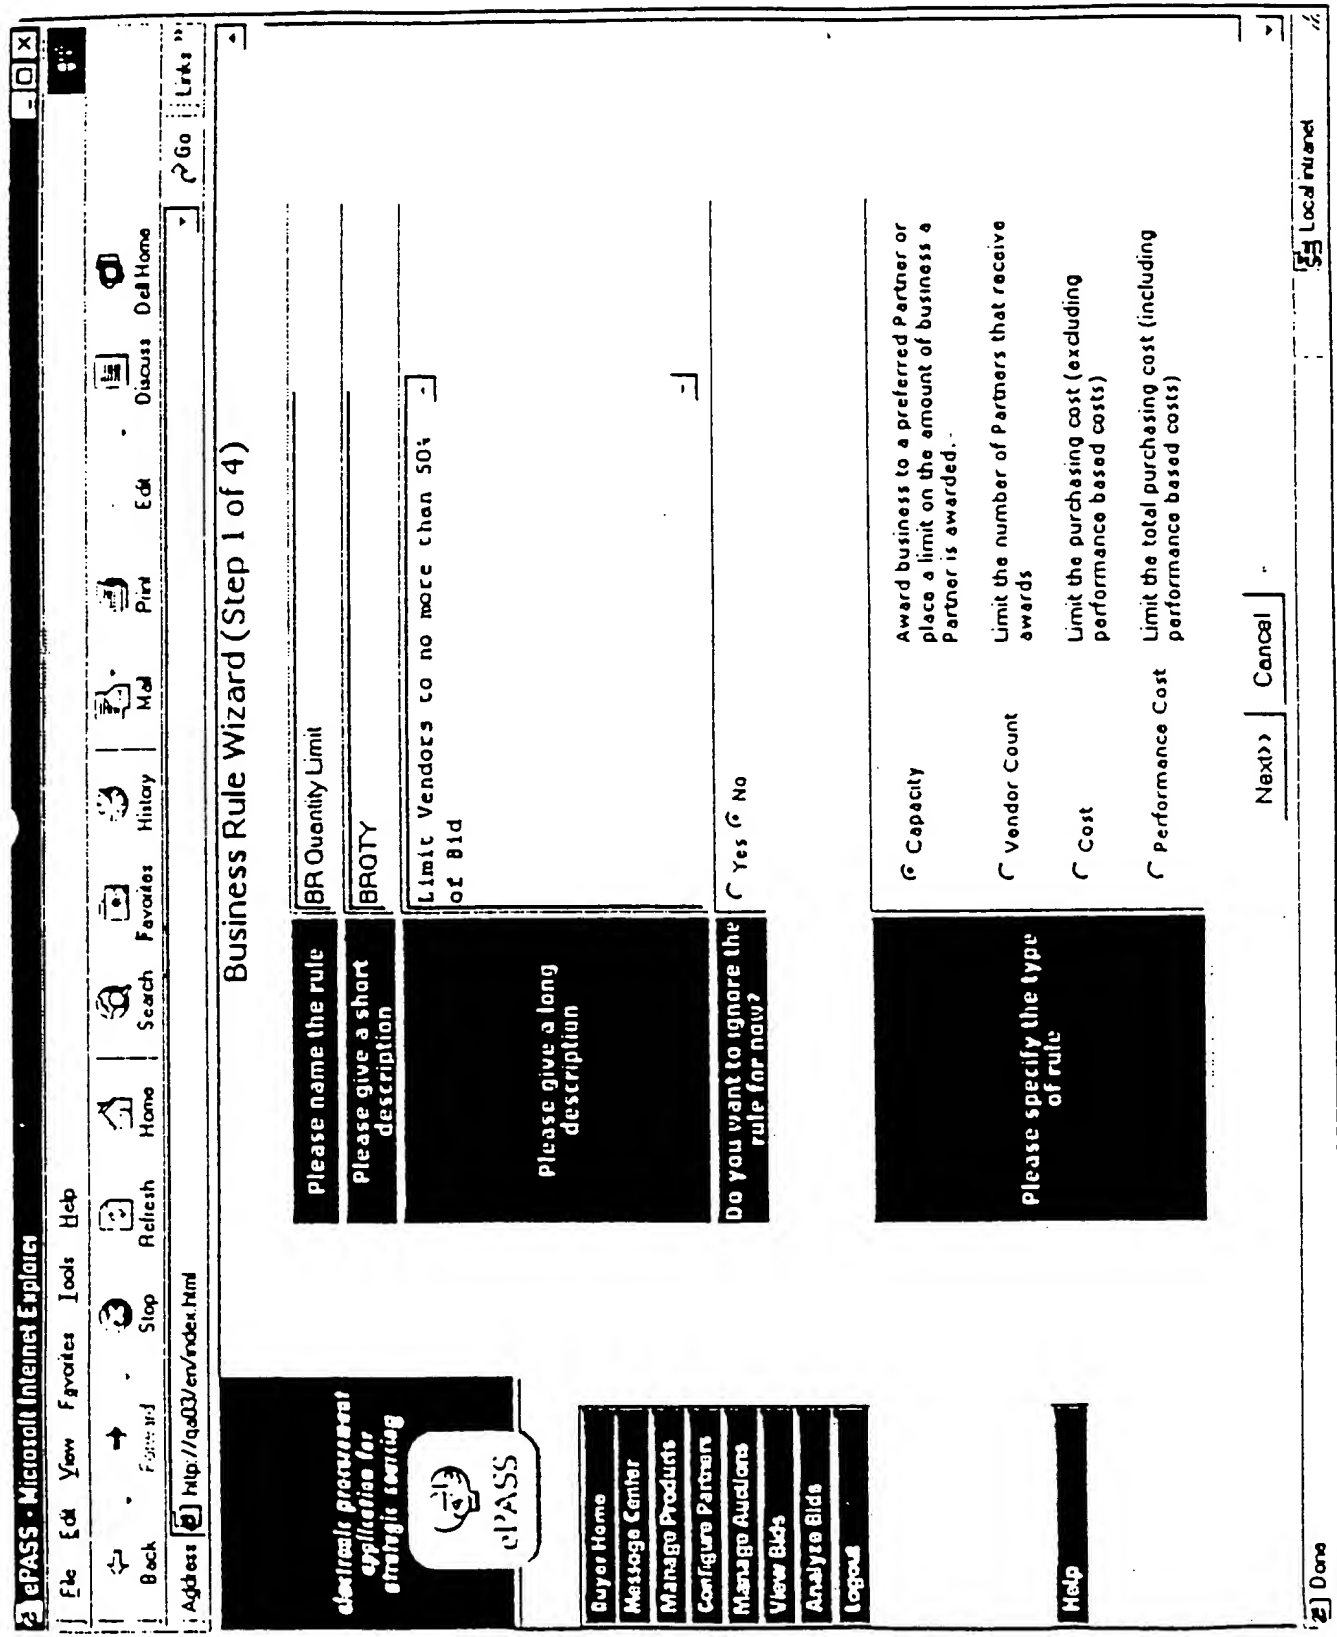 ePASS - Microsoft Internet Explorer
File Edit View Favorites Tools Help
Back Forward Stop Refresh Home Search Favorites History Mail Print Edit Discuss Dell Home
Address http://qa03/en/index.html Go Links »
electronic procurement
application for
strategic sourcing
ePASS
Buyer Home
Message Center
Manage Products
Configure Partners
Manage Auctions
View Bids
Analyze Bids
Logout
Help
Business Rule Wizard (Step 1 of 4)
Please name the rule BR Quantity Limit
Please give a short
description
BRQTY
Please give a long
description
Limit Vendors to no more than 50%
of Bid
Do you want to ignore the
rule for now?
Yes No
Please specify the type
of rule
Capacity
Award business to a preferred Partner or
place a limit on the amount of business a
Partner is awarded.
Vendor Count
Limit the number of Partners that receive
awards
Cost
Limit the purchasing cost (excluding
performance based costs)
Performance Cost
Limit the total purchasing cost (including
performance based costs)
Next>> Cancel
Done Local intranet